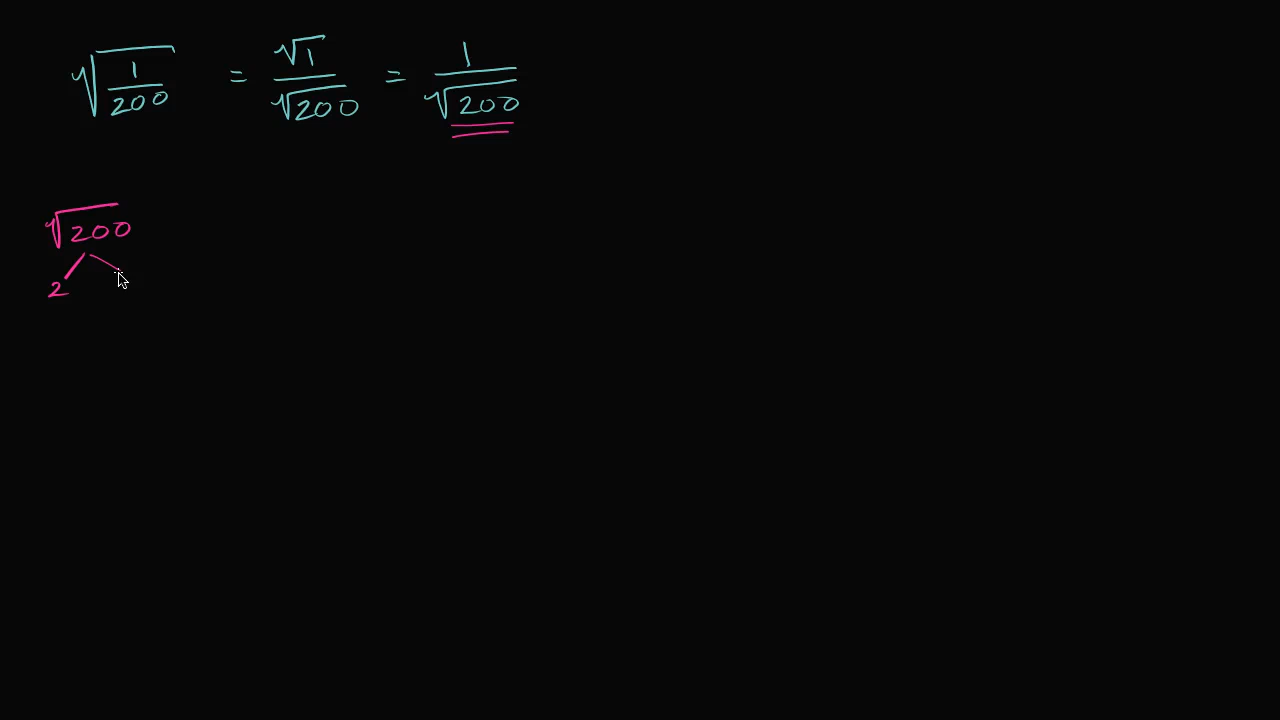 √(1/200) = √1/√200 = 1/√200
√200
2